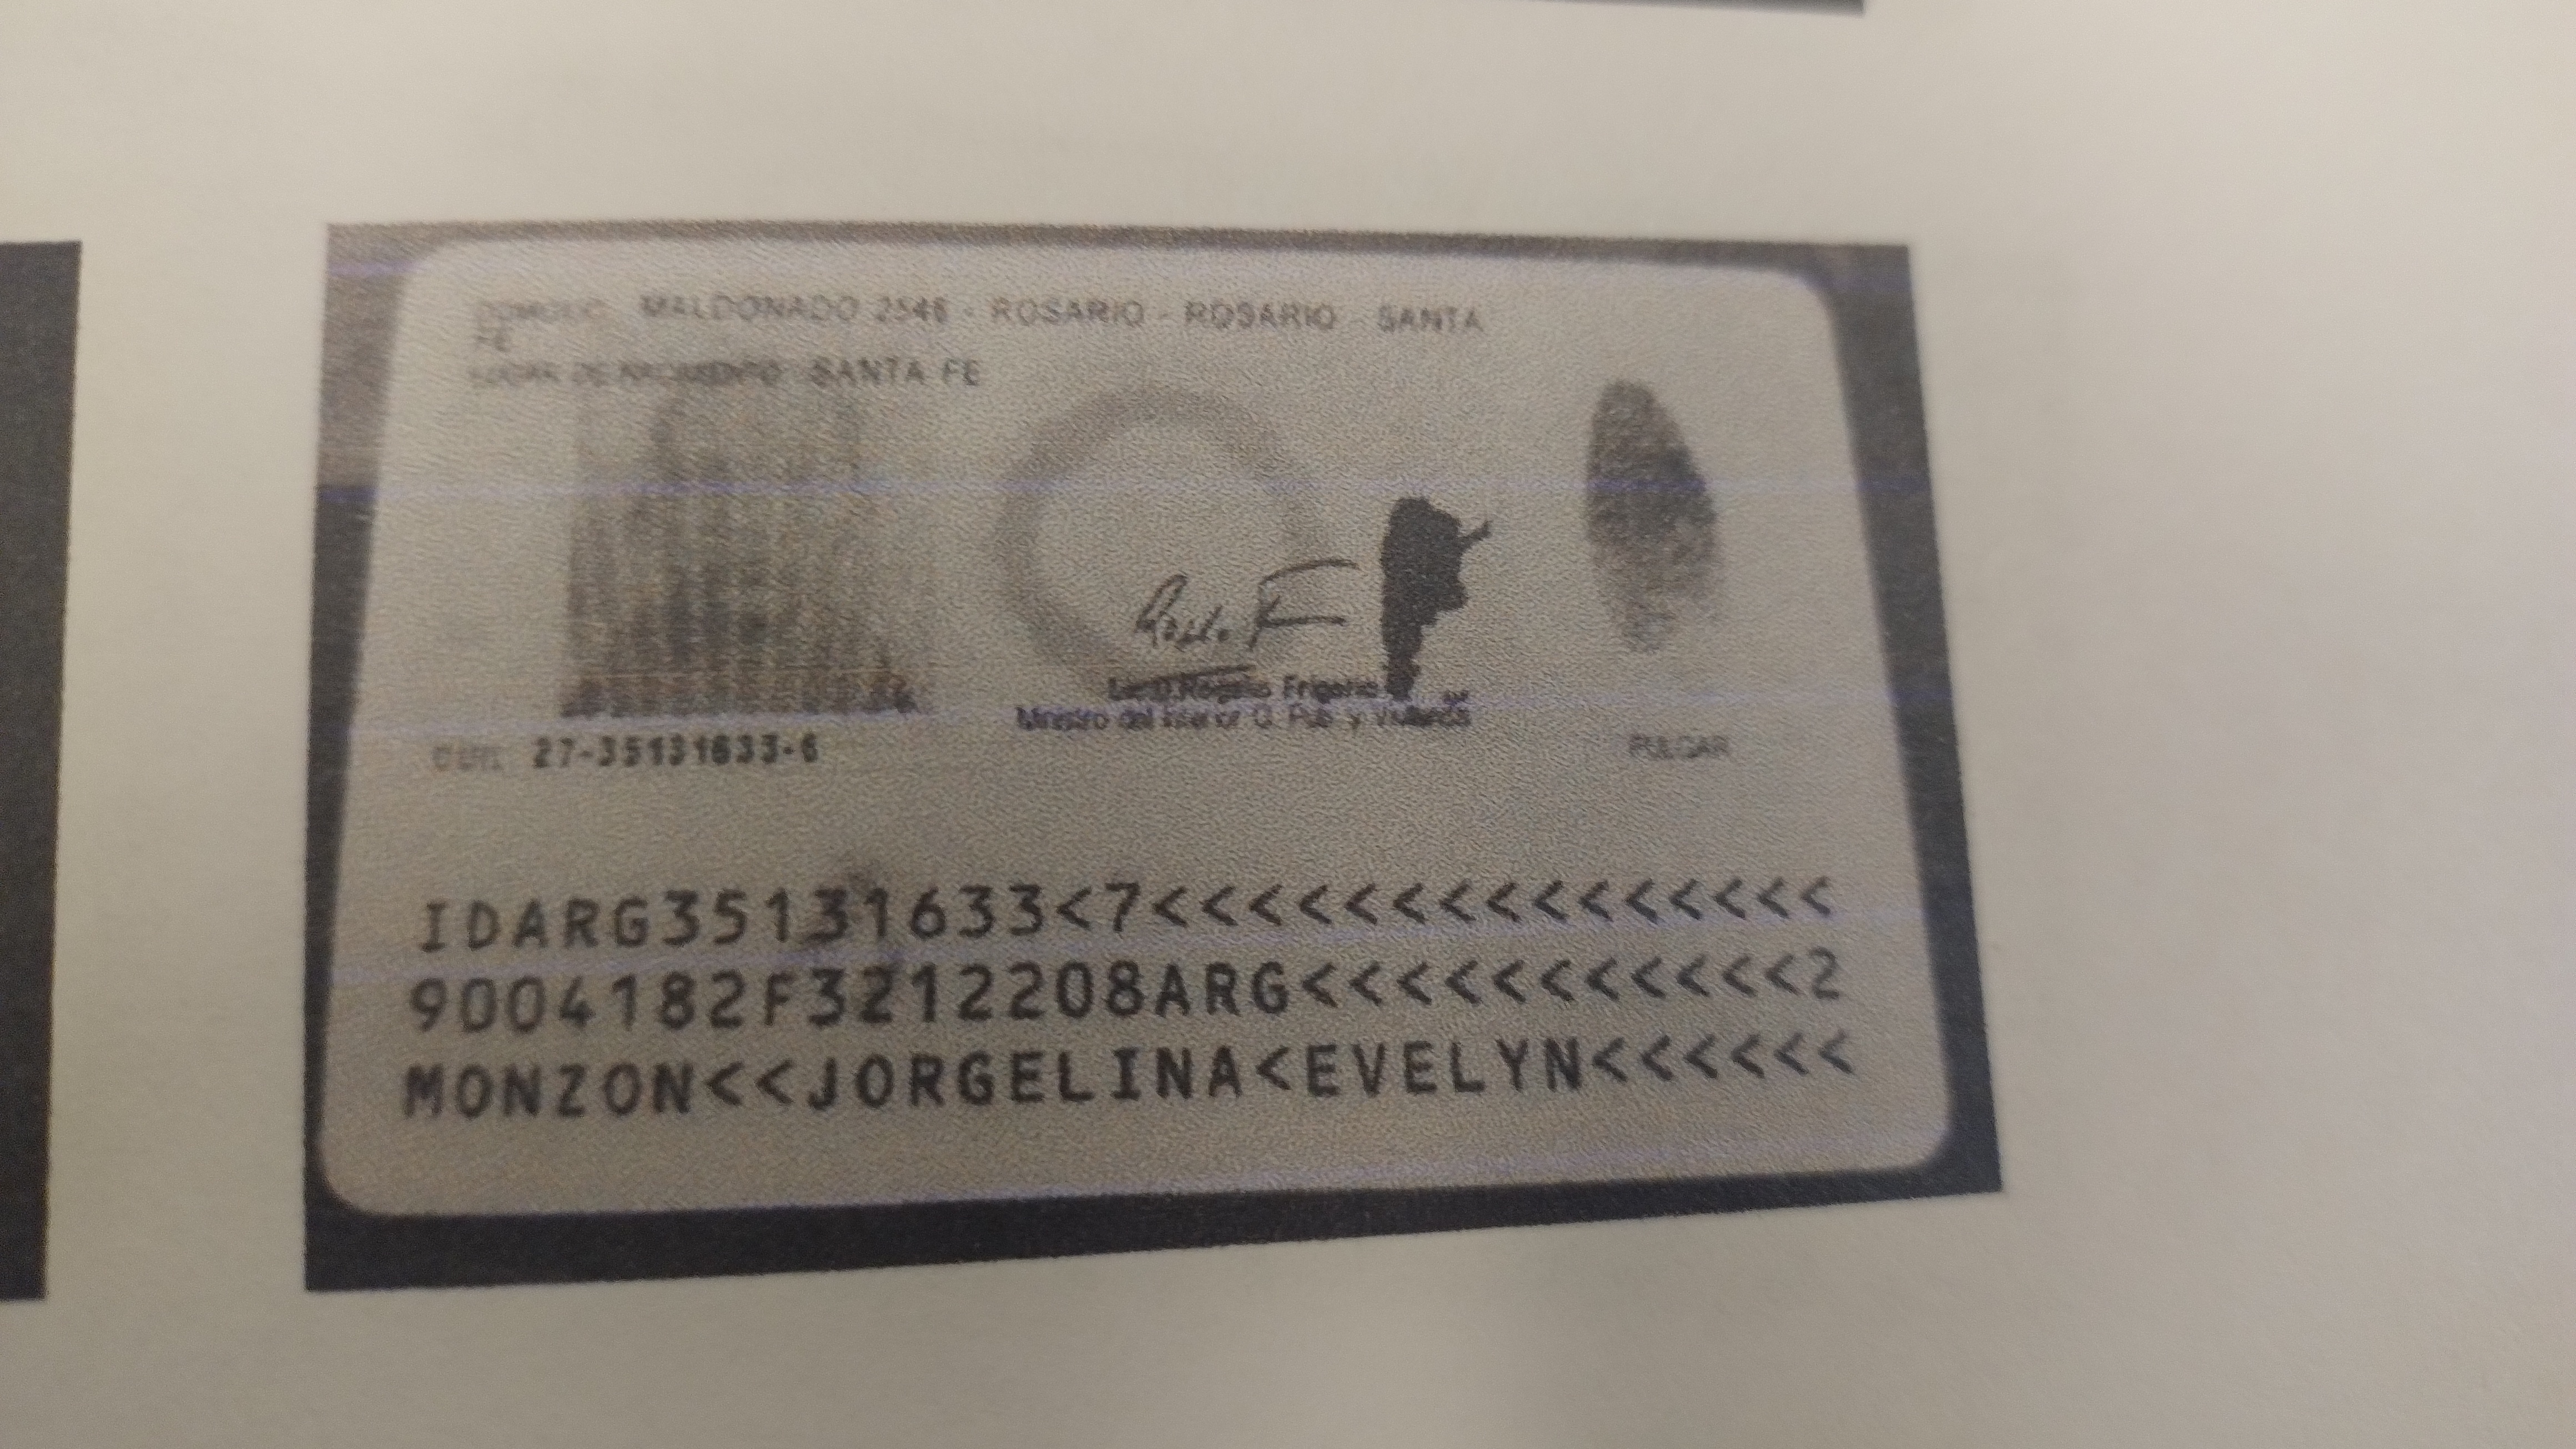 DOMICILIO: MALDONADO 2546 - ROSARIO - ROSARIO - SANTA
FE
LUGAR DE NACIMIENTO: SANTA FE
Rogelio Frigerio
Ministro del Interior O. Púb. y Vivienda
CUIL: 27-35131633-6
PULGAR
IDARG35131633<7<<<<<<<<<<<<<<<
9004182F3212208ARG<<<<<<<<<<<2
MONZON<<JORGELINA<EVELYN<<<<<<